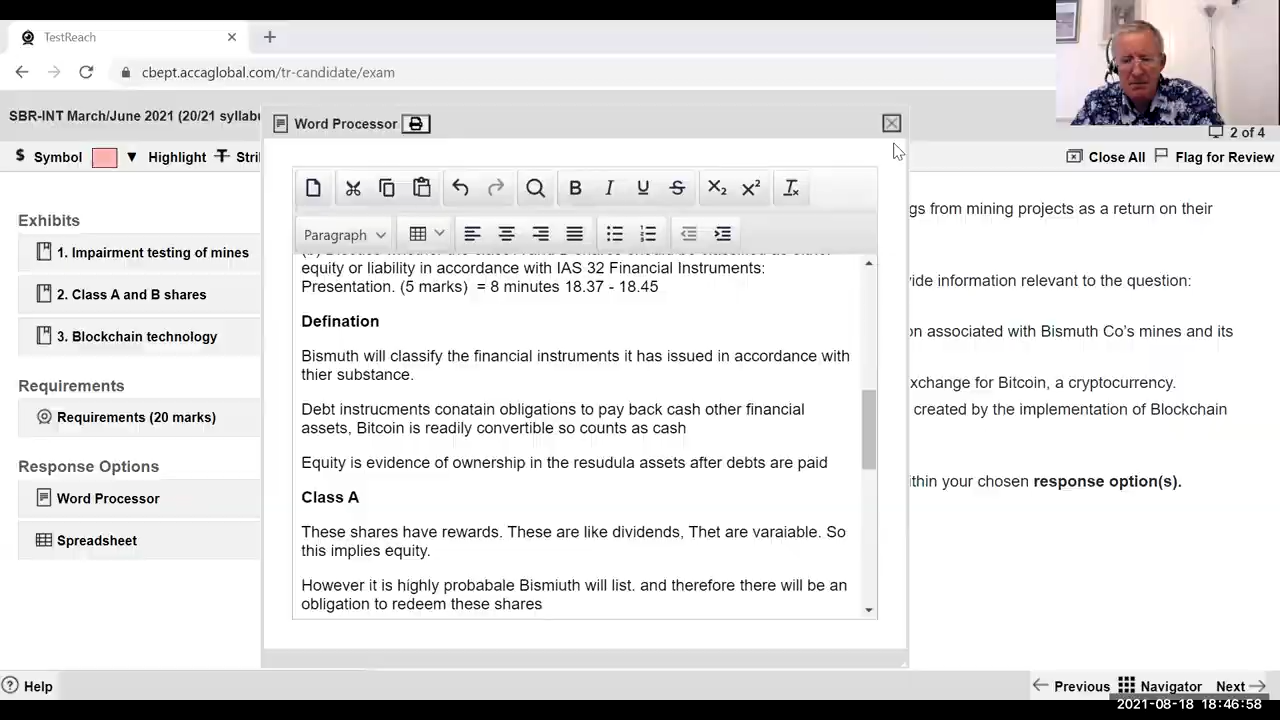 TestReach
cbept.accaglobal.com/tr-candidate/exam
SBR-INT March/June 2021 (20/21 syllabu
Word Processor
2 of 4
$ Symbol
Highlight
T Stri
Close All
Flag for Review
Exhibits
1. Impairment testing of mines
2. Class A and B shares
3. Blockchain technology
Requirements
Requirements (20 marks)
Response Options
Word Processor
Spreadsheet
B I U S X₂ X² Tx
Paragraph
equity or liability in accordance with IAS 32 Financial Instruments:
Presentation. (5 marks) = 8 minutes 18.37 - 18.45
Defination
Bismuth will classify the financial instruments it has issued in accordance with
thier substance.
Debt instrucments conatain obligations to pay back cash other financial
assets, Bitcoin is readily convertible so counts as cash
Equity is evidence of ownership in the resudula assets after debts are paid
Class A
These shares have rewards. These are like dividends, Thet are varaiable. So
this implies equity.
However it is highly probabale Bismiuth will list. and therefore there will be an
obligation to redeem these shares
gs from mining projects as a return on their
vide information relevant to the question:
on associated with Bismuth Co's mines and its
xchange for Bitcoin, a cryptocurrency.
created by the implementation of Blockchain
ithin your chosen response option(s).
Help
Previous
Navigator
Next
2021-08-18 18:46:58